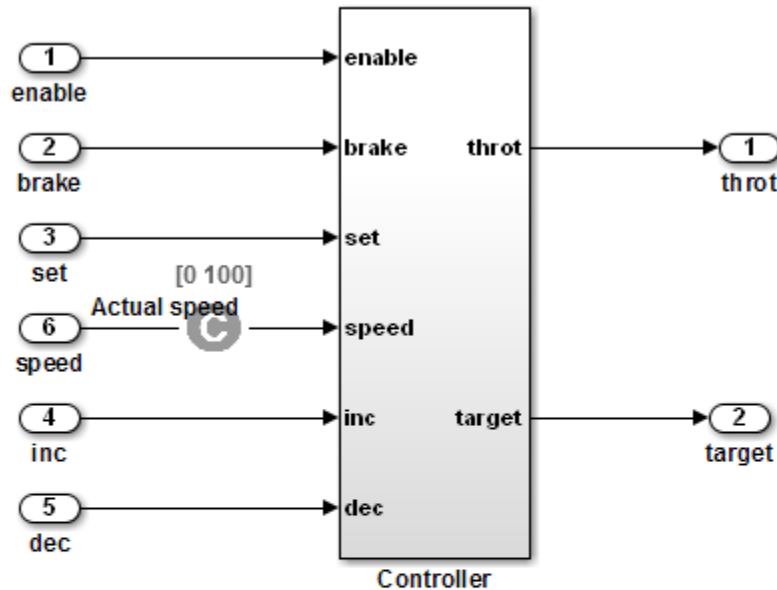 1
enable
enable
2
brake
brake
throt
1
throt
3
set
set
[0 100]
Actual speed
6
C
speed
speed
4
inc
inc
target
2
target
5
dec
dec
Controller